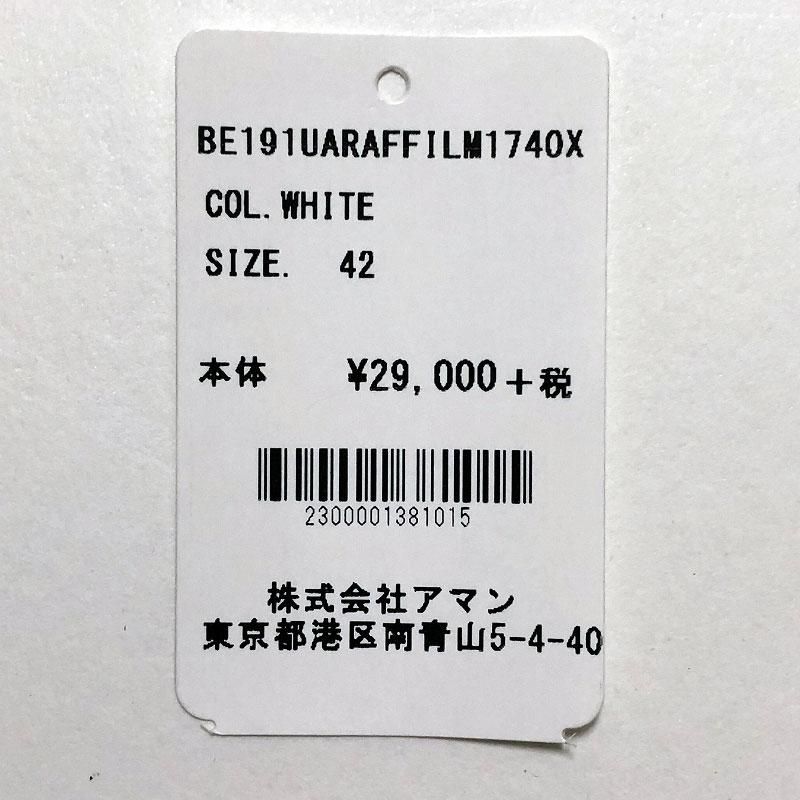 BE191UARAFFILM1740X
COL.WHITE
SIZE. 42
本体 ¥29,000+税
2300001381015
株式会社アマン
東京都港区南青山5-4-40